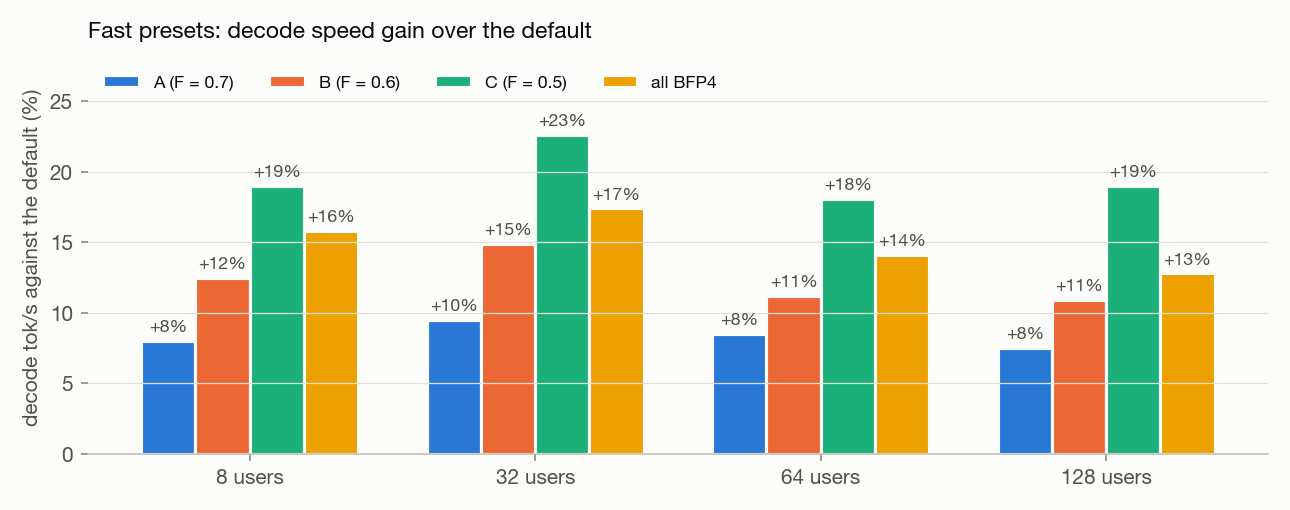 Fast presets: decode speed gain over the default
A (F = 0.7) B (F = 0.6) C (F = 0.5) all BFP4
decode tok/s against the default (%)
25
20
15
10
5
0
+8% +12% +19% +16%
+10% +15% +23% +17%
+8% +11% +18% +14%
+8% +11% +19% +13%
8 users 32 users 64 users 128 users